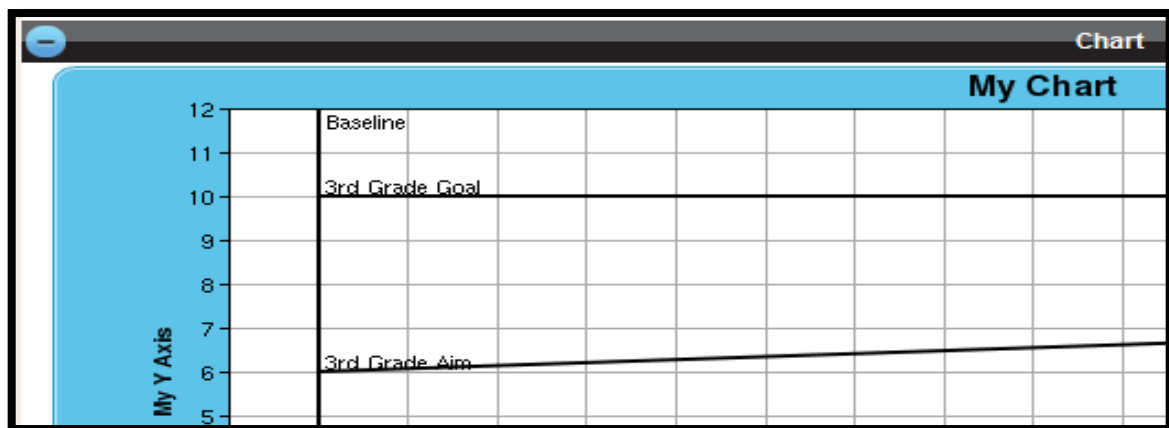 Chart
My Chart
12
Baseline
11
3rd Grade Goal
10
9
8
7
3rd Grade Aim
6
5
My Y Axis